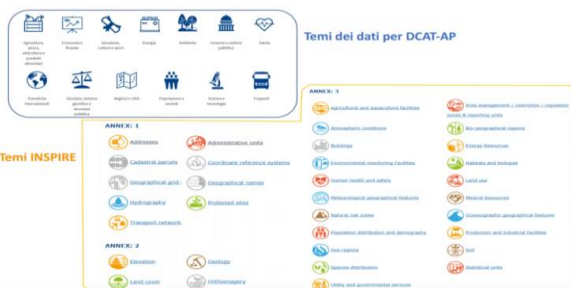 Temi dei dati per DCAT-AP
Agricoltura,
pesca,
silvicoltura e
prodotti
alimentari
Economia e
finanze
Istruzione,
cultura e sport
Energia
Ambiente
Governo e settore
pubblico
Salute
Tematiche
internazionali
Giustizia, sistema
giuridico e
sicurezza
pubblica
Regioni e città
Popolazione e
società
Scienza e
tecnologia
Trasporti
Temi INSPIRE
ANNEX: 1
Addresses
Administrative units
Cadastral parcels
Coordinate reference systems
Geographical grid
Geographical names
Hydrography
Protected sites
Transport network
ANNEX: 2
Elevation
Geology
Land cover
Orthoimagery
ANNEX: 3
Agricultural and aquaculture facilities
Area management / restriction / regulation
zones & reporting units
Atmospheric conditions
Bio-geographical regions
Buildings
Energy Resources
Environmental monitoring Facilities
Habitats and biotopes
Human health and safety
Land use
Meteorological geographical features
Mineral Resources
Natural risk zones
Oceanographic geographical features
Population distribution and demography
Production and industrial facilities
Sea regions
Soil
Species distribution
Statistical units
Utility and governmental services